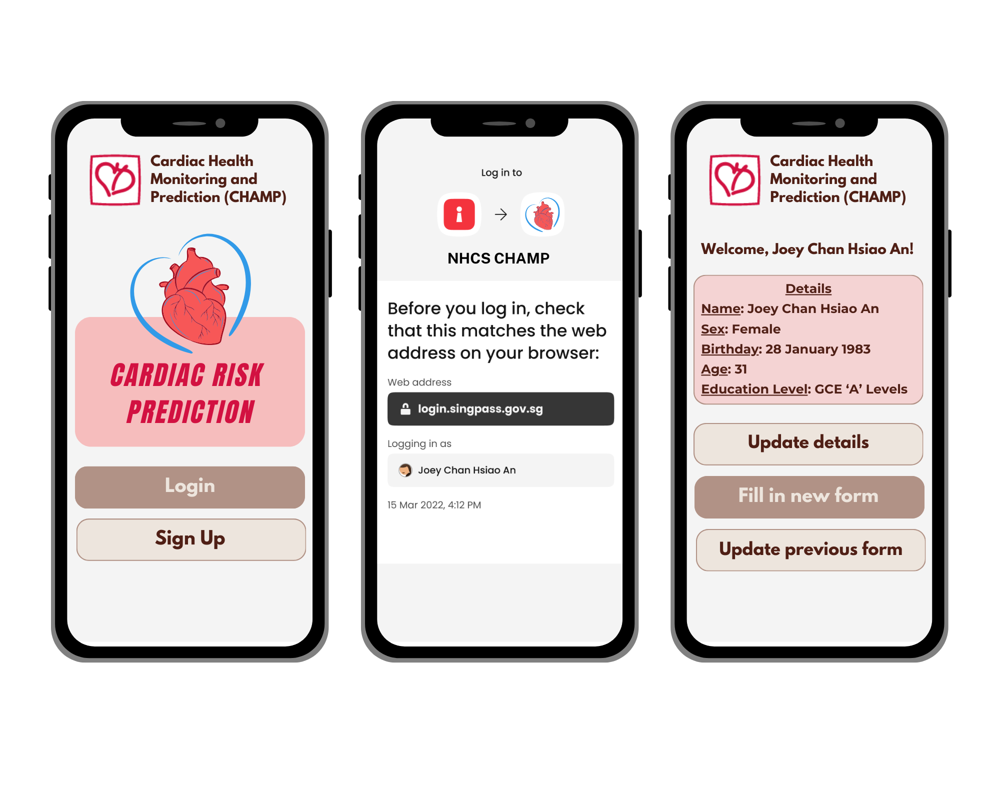 Cardiac Health
Monitoring and
Prediction (CHAMP)
CARDIAC RISK
PREDICTION
Login
Sign Up
Log in to
NHCS CHAMP
Before you log in, check
that this matches the web
address on your browser:
Web address
login.singpass.gov.sg
Logging in as
Joey Chan Hsiao An
15 Mar 2022, 4:12 PM
Cardiac Health
Monitoring and
Prediction (CHAMP)
Welcome, Joey Chan Hsiao An!
Details
Name: Joey Chan Hsiao An
Sex: Female
Birthday: 28 January 1983
Age: 31
Education Level: GCE ‘A’ Levels
Update details
Fill in new form
Update previous form